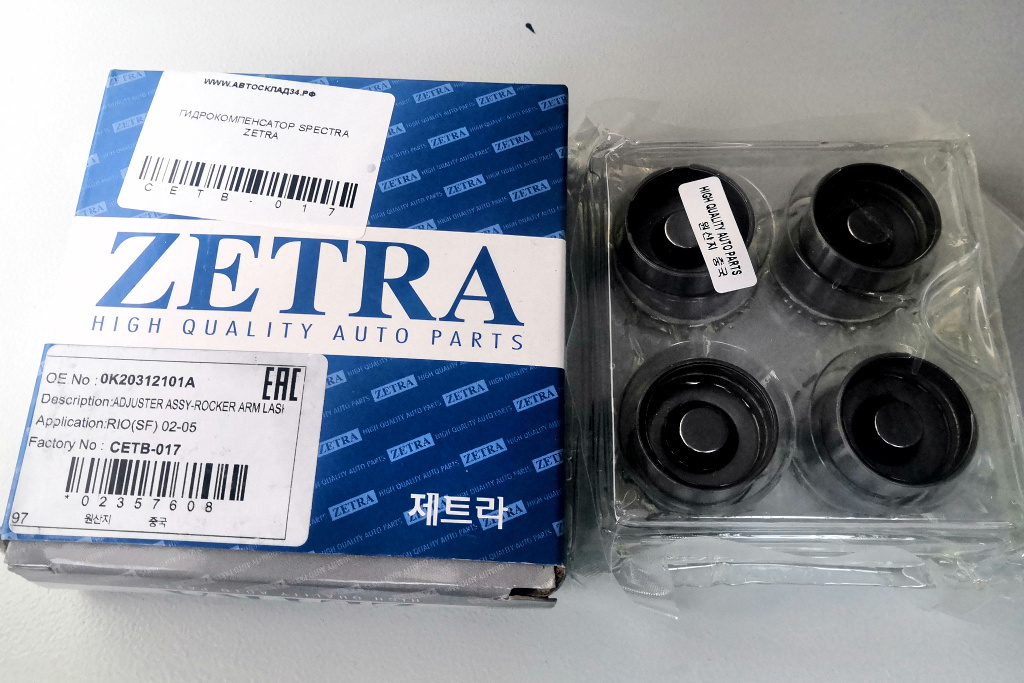 WWW.АВТОСКЛАД34.РФ
ГИДРОКОМПЕНСАТОР SPECTRA
ZETRA
CETB-017
ZETRA
HIGH QUALITY AUTO PARTS
OE No : 0K20312101A
EAC
Description:ADJUSTER ASSY-ROCKER ARM LASH
Application:RIO(SF) 02-05
Factory No : CETB-017
*02357608
97
원산지 중국
제트라
HIGH QUALITY AUTO PARTS
원산지 중국